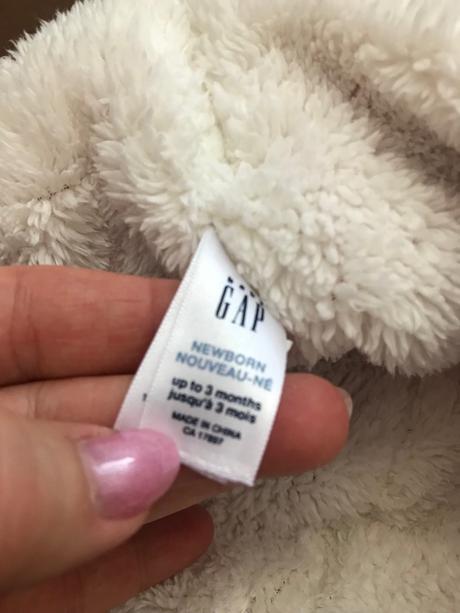 GAP
NEWBORN
NOUVEAU-NÉ
up to 3 months
jusqu'à 3 mois
MADE IN CHINA
CA 17897